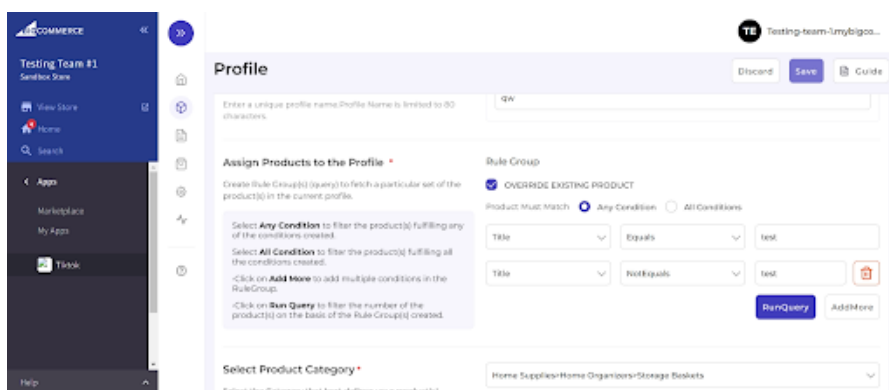 COMMERCE
Testing Team #1
Sandbox Store
View Store
Home
Search
Apps
Marketplace
My Apps
Tiktok
Help
TE Testing-team-1.mybigco...
Profile
Discard Save Guide
Enter a unique profile name.Profile Name is limited to 80
characters.
qw
Assign Products to the Profile *
Create Rule Group(s) (query) to fetch a particular set of the
product(s) in the current profile.
Select Any Condition to filter the product(s) fulfilling any
of the conditions created.
Select All Condition to filter the product(s) fulfilling all
the conditions created.
-Click on Add More to add multiple conditions in the
RuleGroup.
-Click on Run Query to filter the number of the
product(s) on the basis of the Rule Group(s) created.
Rule Group
OVERRIDE EXISTING PRODUCT
Product Must Match Any Condition All Conditions
Title Equals test
Title NotEquals test
RunQuery AddMore
Select Product Category *
Home Supplies>Home Organizers>Storage Baskets